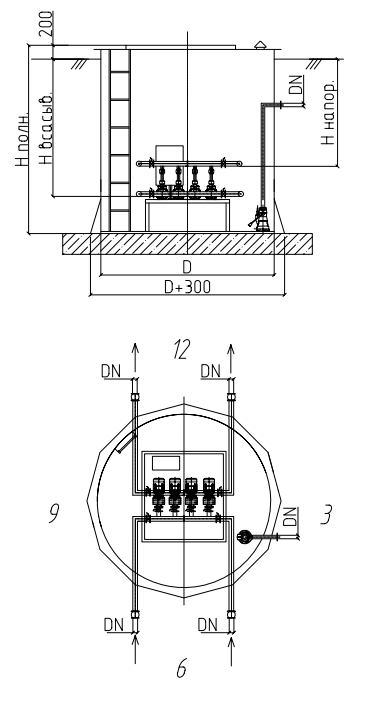 200
H полн.
H всасыв.
DN
H напор.
D
D+300
12
DN
DN
9
3
DN
DN
DN
6